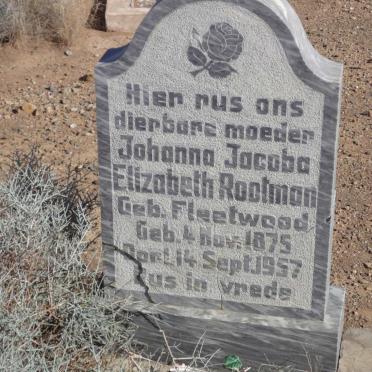 Hier rus ons
dierbare moeder
Johanna Jacoba
Elizabeth Rootman
Geb. Fleetwood
Geb. 4 Nov. 1875
Oorl. 14 Sept. 1957
Rus in vrede